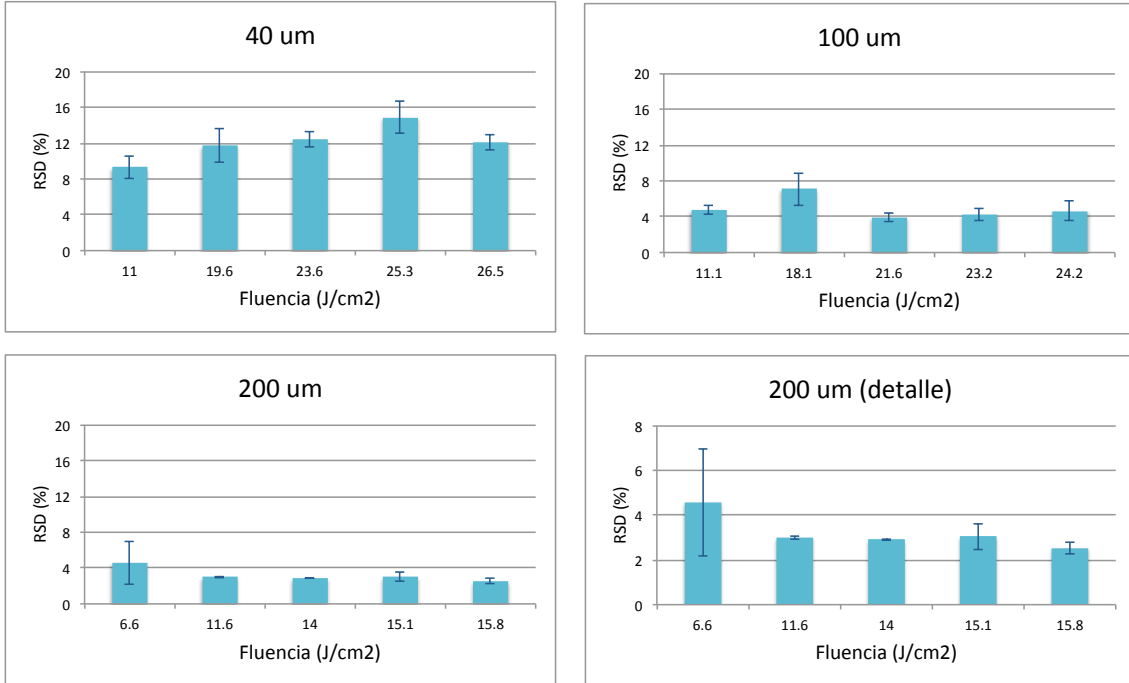 40 um
RSD (%)
20
16
12
8
4
0
11 19.6 23.6 25.3 26.5
Fluencia (J/cm2)
100 um
RSD (%)
20
16
12
8
4
0
11.1 18.1 21.6 23.2 24.2
Fluencia (J/cm2)
200 um
RSD (%)
20
16
12
8
4
0
6.6 11.6 14 15.1 15.8
Fluencia (J/cm2)
200 um (detalle)
RSD (%)
8
6
4
2
0
6.6 11.6 14 15.1 15.8
Fluencia (J/cm2)